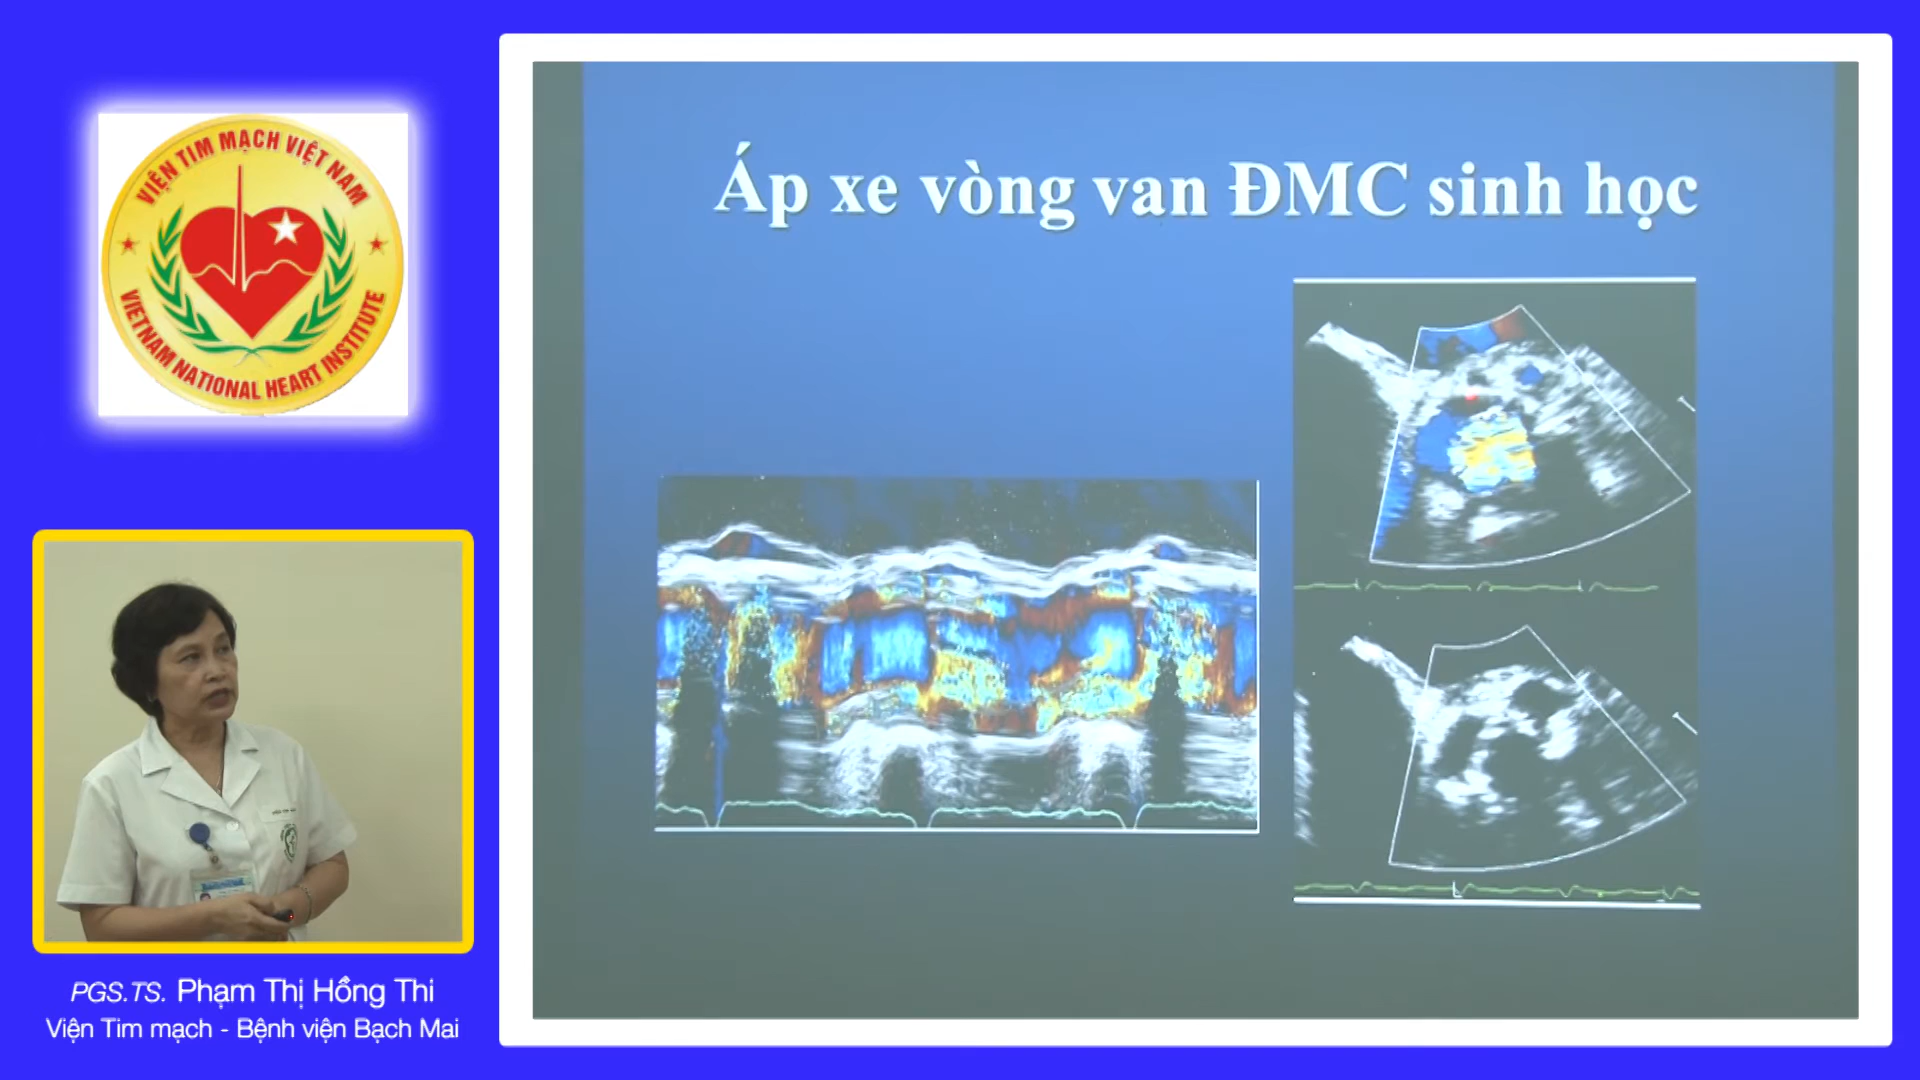 VIỆN TIM MẠCH VIỆT NAM
VIETNAM NATIONAL HEART INSTITUTE
Áp xe vòng van ĐMC sinh học
PGS.TS. Phạm Thị Hồng Thi
Viện Tim mạch - Bệnh viện Bạch Mai